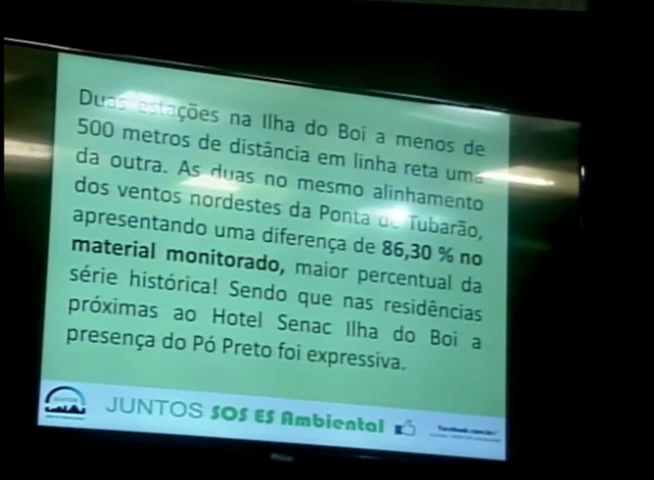 Duas estações na Ilha do Boi a menos de
500 metros de distância em linha reta uma
da outra. As duas no mesmo alinhamento
dos ventos nordestes da Ponta de Tubarão,
apresentando uma diferença de 86,30 % no
material monitorado, maior percentual da
série histórica! Sendo que nas residências
próximas ao Hotel Senac Ilha do Boi a
presença do Pó Preto foi expressiva.
JUNTOS SOS ES Ambiental